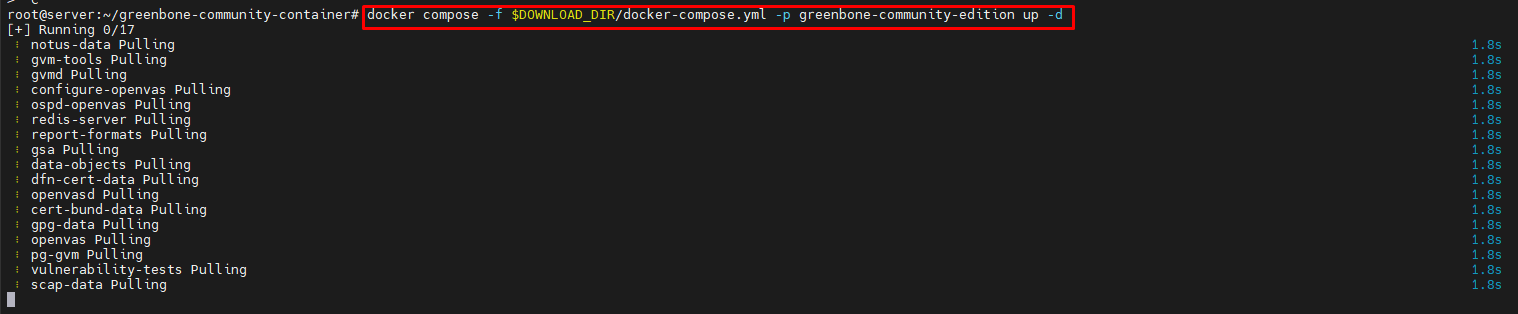 root@server:~/greenbone-community-container# docker compose -f $DOWNLOAD_DIR/docker-compose.yml -p greenbone-community-edition up -d
[+] Running 0/17
⠇ notus-data Pulling 1.8s
⠇ gvm-tools Pulling 1.8s
⠇ gvmd Pulling 1.8s
⠇ configure-openvas Pulling 1.8s
⠇ ospd-openvas Pulling 1.8s
⠇ redis-server Pulling 1.8s
⠇ report-formats Pulling 1.8s
⠇ gsa Pulling 1.8s
⠇ data-objects Pulling 1.8s
⠇ dfn-cert-data Pulling 1.8s
⠇ openvasd Pulling 1.8s
⠇ cert-bund-data Pulling 1.8s
⠇ gpg-data Pulling 1.8s
⠇ openvas Pulling 1.8s
⠇ pg-gvm Pulling 1.8s
⠇ vulnerability-tests Pulling 1.8s
⠇ scap-data Pulling 1.8s